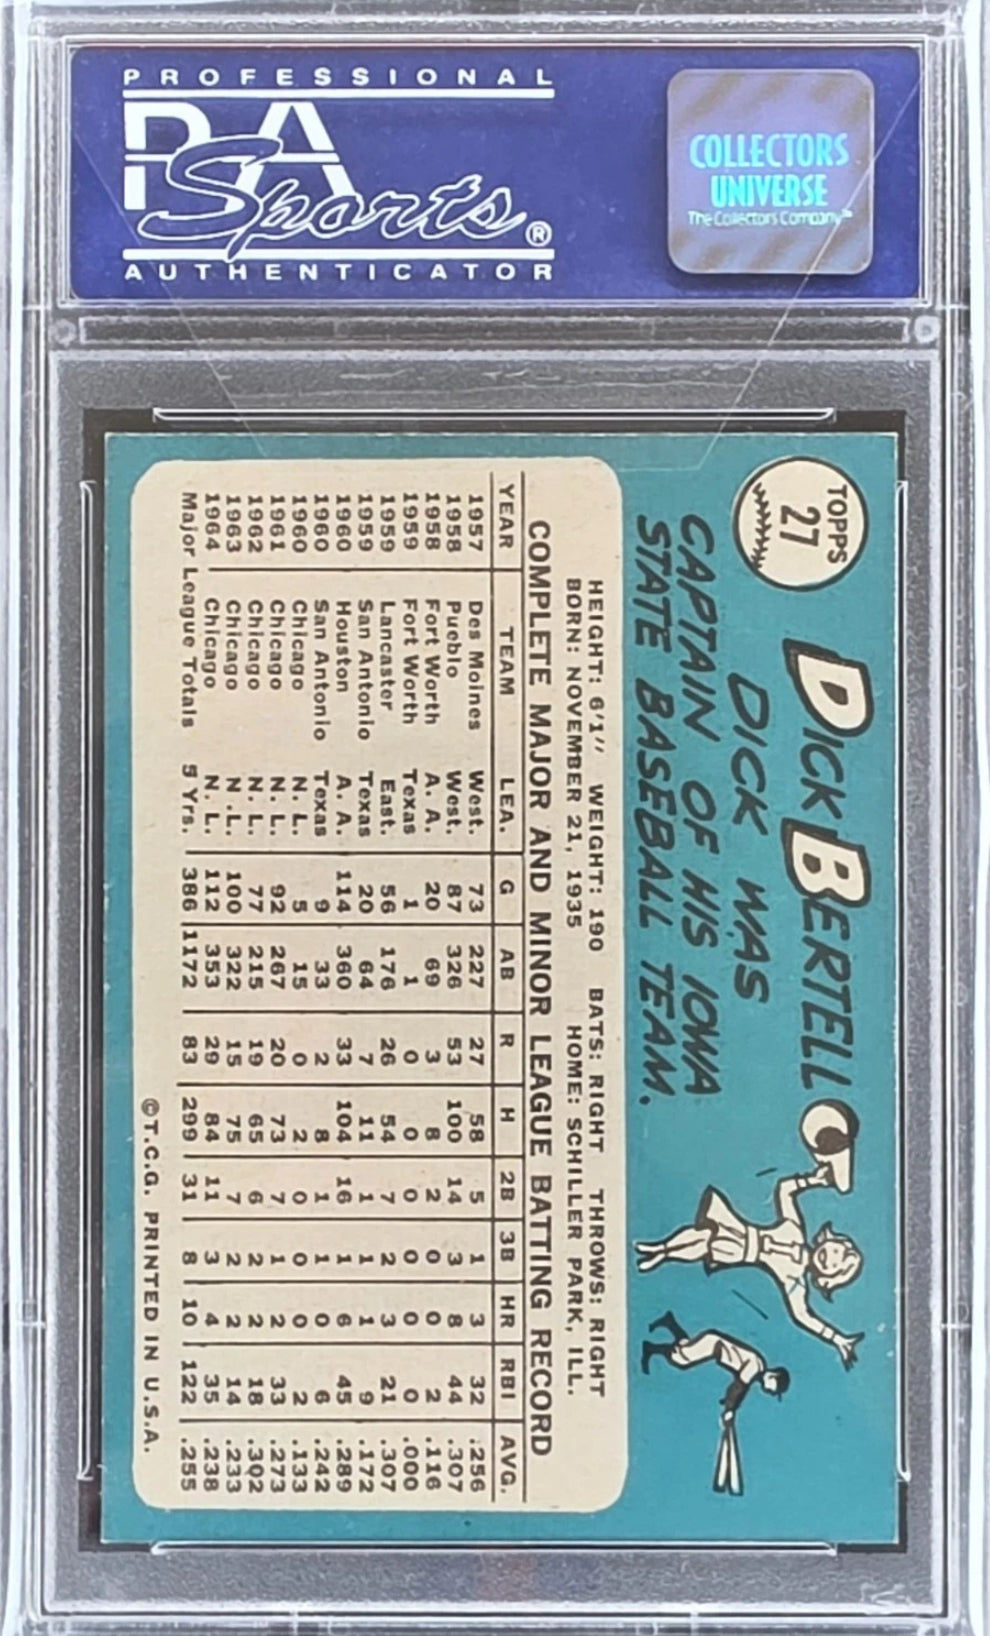 PROFESSIONAL
PSA
Sports®
AUTHENTICATOR
COLLECTORS
UNIVERSE
The Collectors Company™
TOPPS
27
DICK BERTELL
DICK WAS
CAPTAIN OF HIS IOWA
STATE BASEBALL TEAM.
I
HEIGHT: 6'1" WEIGHT: 190 BATS: RIGHT THROWS: RIGHT
BORN: NOVEMBER 21, 1935 HOME: SCHILLER PARK, ILL.
COMPLETE MAJOR AND MINOR LEAGUE BATTING RECORD
YEAR TEAM LEA. G AB R H 2B 3B HR RBI AVG.
1957 Des Moines West. 73 227 27 58 5 1 3 32 .256
1958 Pueblo West. 87 326 53 100 14 3 8 44 .307
1958 Fort Worth A. A. 20 69 3 8 2 0 0 2 .116
1959 Fort Worth Texas 1 1 0 0 0 0 0 0 .000
1959 Lancaster East. 56 176 26 54 7 2 3 21 .307
1959 San Antonio Texas 20 64 7 11 1 1 1 9 .172
1960 Houston A. A. 114 360 33 104 16 1 6 45 .289
1960 San Antonio Texas 9 33 2 8 1 1 0 6 .242
1960 Chicago N. L. 5 15 0 2 0 0 0 2 .133
1961 Chicago N. L. 92 267 20 73 7 1 2 33 .273
1962 Chicago N. L. 77 215 19 65 6 2 2 18 .302
1963 Chicago N .L. 100 322 15 75 7 2 2 14 .233
1964 Chicago N. L. 112 353 29 84 11 3 4 35 .238
Major League Totals 5 Yrs. 386 1172 83 299 31 8 10 122 .255
©T.C.G. PRINTED IN U.S.A.